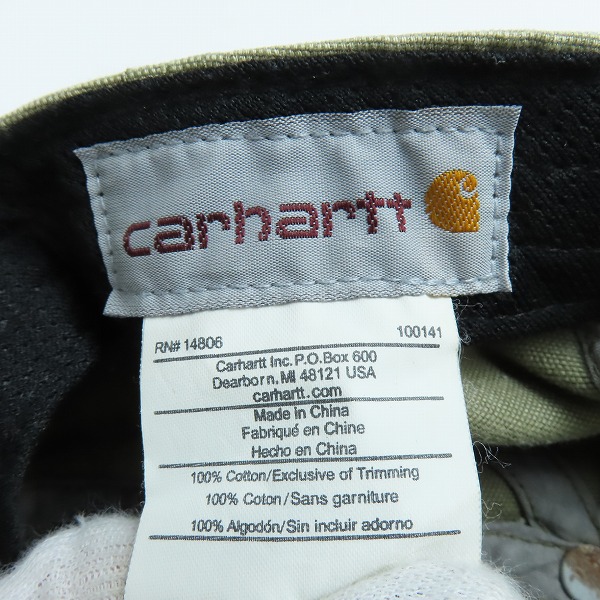 carhartt
RN# 14806 100141
Carhartt Inc. P.O. Box 600
Dearborn, MI 48121 USA
carhartt.com
Made in China
Fabriqué en Chine
Hecho en China
100% Cotton/Exclusive of Trimming
100% Coton/Sans garniture
100% Algodón/Sin incluir adorno